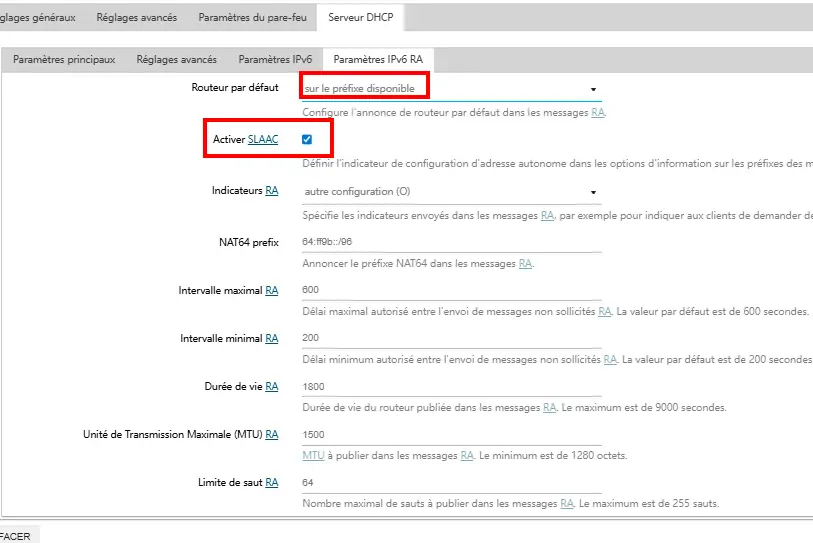 glages généraux Réglages avancés Paramètres du pare-feu Serveur DHCP
Paramètres principaux Réglages avancés Paramètres IPv6 Paramètres IPv6 RA
Routeur par défaut sur le préfixe disponible
Configure l'annonce de routeur par défaut dans les messages RA.
Activer SLAAC
Définir l'indicateur de configuration d'adresse autonome dans les options d'information sur les préfixes des m
Indicateurs RA autre configuration (O)
Spécifie les indicateurs envoyés dans les messages RA, par exemple pour indiquer aux clients de demander de
NAT64 prefix 64:ff9b::/96
Annoncer le préfixe NAT64 dans les messages RA.
Intervalle maximal RA 600
Délai maximal autorisé entre l'envoi de messages non sollicités RA. La valeur par défaut est de 600 secondes.
Intervalle minimal RA 200
Délai minimum autorisé entre l'envoi de messages non sollicités RA. La valeur par défaut est de 200 secondes
Durée de vie RA 1800
Durée de vie du routeur publiée dans les messages RA. Le maximum est de 9000 secondes.
Unité de Transmission Maximale (MTU) RA 1500
MTU à publier dans les messages RA. Le minimum est de 1280 octets.
Limite de saut RA 64
Nombre maximal de sauts à publier dans les messages RA. Le maximum est de 255 sauts.
FACER